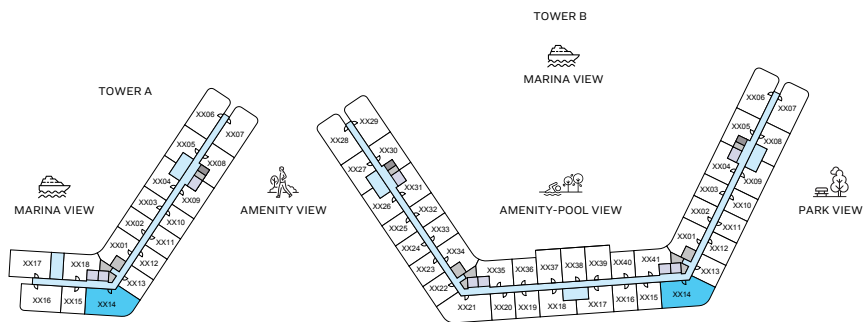 TOWER B
MARINA VIEW
TOWER A
XX06
XX07
XX05
XX08
XX04
XX09
XX03
XX10
XX02
XX11
XX01
XX12
XX18
XX13
XX17
XX16
XX15
XX14
MARINA VIEW
AMENITY VIEW
XX29
XX28
XX30
XX27
XX31
XX26
XX32
XX25
XX33
XX24
XX34
XX23
XX22
XX35
XX36
XX37
XX38
XX39
XX40
XX41
XX21
XX20
XX19
XX18
XX17
XX16
XX15
XX14
XX06
XX07
XX05
XX08
XX04
XX09
XX03
XX10
XX02
XX11
XX01
XX12
XX13
AMENITY-POOL VIEW
PARK VIEW